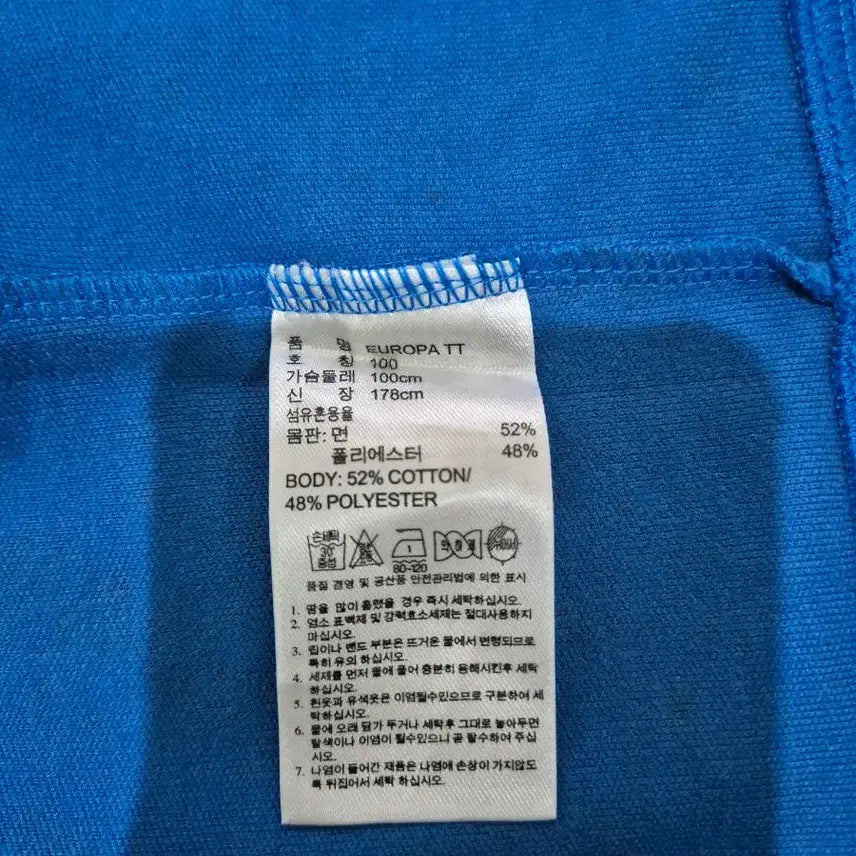 품 명 EUROPA TT
호 칭 100
가슴둘레 100cm
신 장 178cm
섬유혼용율
몸판: 면 52%
폴리에스터 48%
BODY: 52% COTTON/
48% POLYESTER
손세탁 30 중성 1 80-120
품질 경영 및 공산품 안전관리법에 의한 표시
1. 땀을 많이 흘렸을 경우 즉시 세탁하십시오.
2. 염소 표백제 및 강력효소세제는 절대사용하지
마십시오.
3. 립이나 밴드 부분은 뜨거운 물에서 변형되므로
특히 유의 하십시오.
4. 세제를 먼저 물에 풀어 충분히 용해시킨후 세탁
하십시오.
5. 흰옷과 유색옷은 이염될수있으므로 구분하여 세
탁하십시오.
6. 물에 오래 담가 두거나 세탁후 그대로 놓아두면
탈색이나 이염이 될수있으니 곧 탈수하여 주십
시오.
7. 나염이 들어간 제품은 나염에 손상이 가지않도
록 뒤집어서 세탁 하십시오.